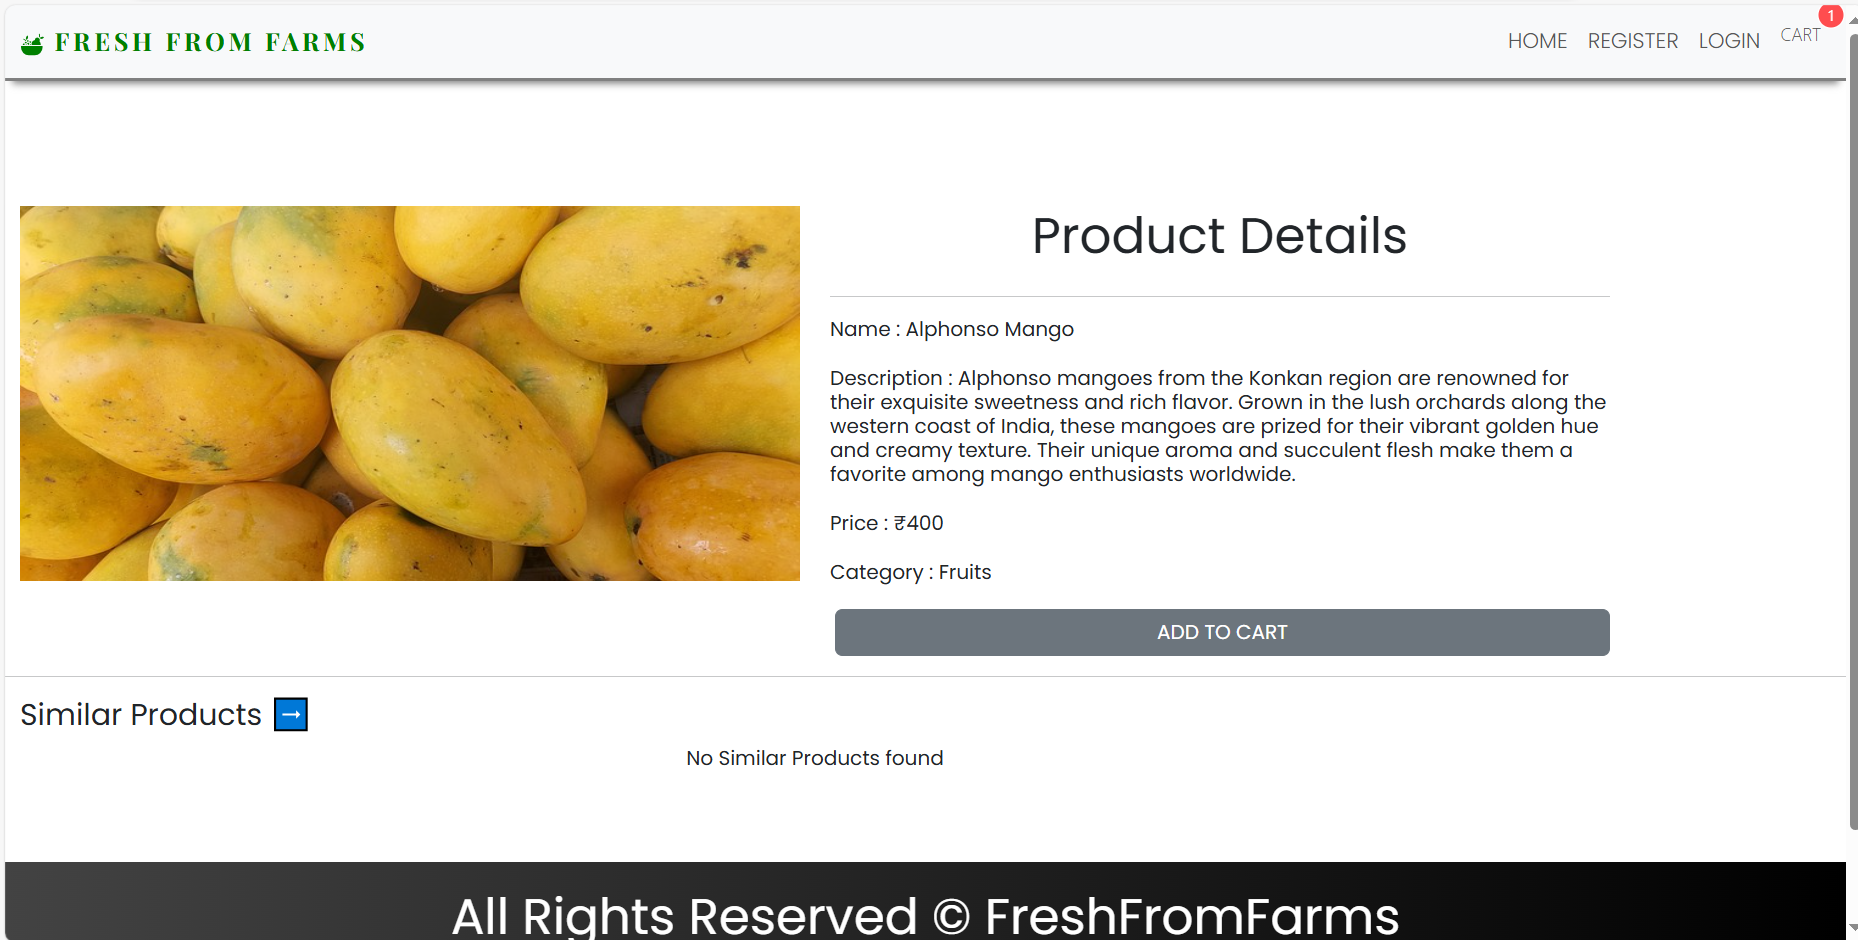 FRESH FROM FARMS
HOME REGISTER LOGIN CART 1
Product Details
Name : Alphonso Mango
Description : Alphonso mangoes from the Konkan region are renowned for
their exquisite sweetness and rich flavor. Grown in the lush orchards along the
western coast of India, these mangoes are prized for their vibrant golden hue
and creamy texture. Their unique aroma and succulent flesh make them a
favorite among mango enthusiasts worldwide.
Price : ₹400
Category : Fruits
ADD TO CART
Similar Products ➡
No Similar Products found
All Rights Reserved © FreshFromFarms